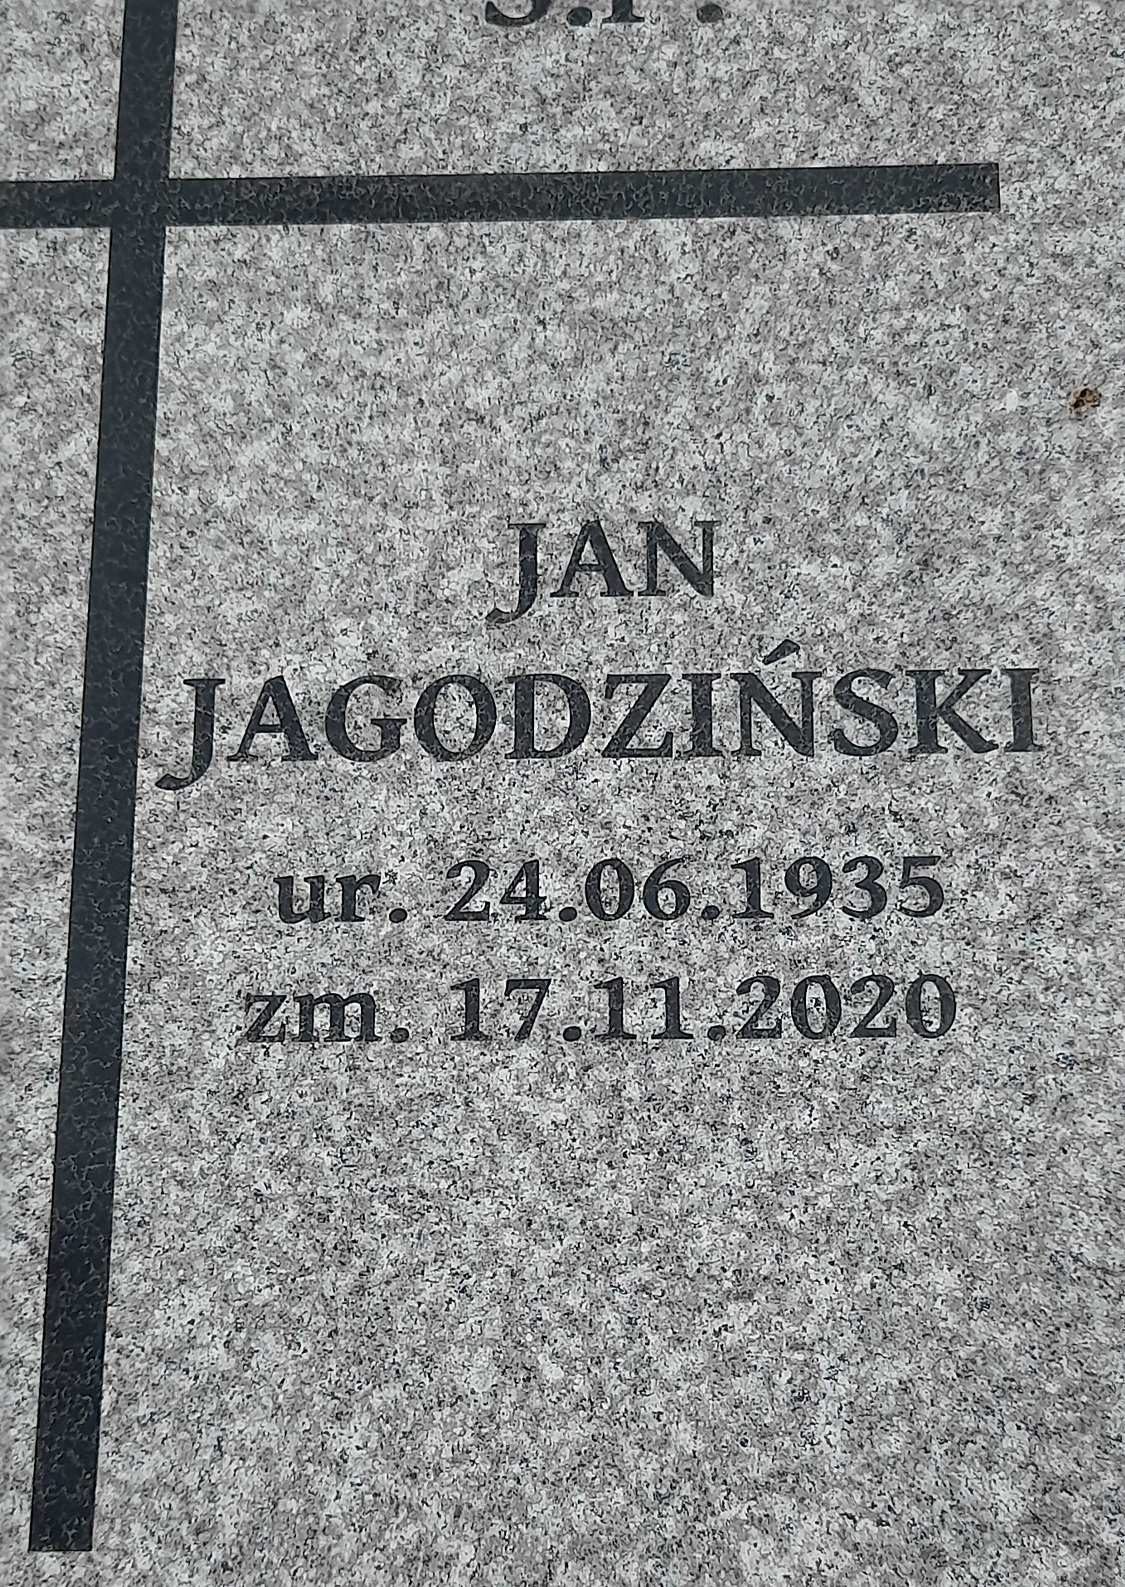 Ś.P.
JAN
JAGODZIŃSKI
ur. 24.06.1935
zm. 17.11.2020